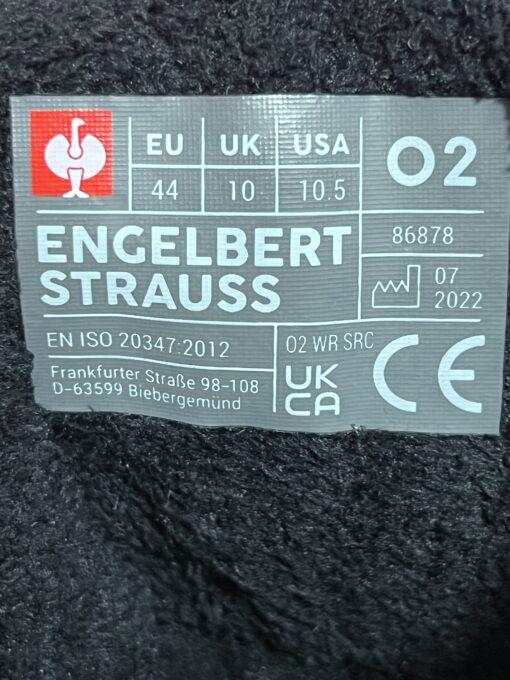 EU UK USA
44 10 10.5
O2
ENGELBERT
STRAUSS
86878
07
2022
EN ISO 20347:2012
O2 WR SRC
Frankfurter Straße 98-108
D-63599 Biebergemünd
UK
CA
CE